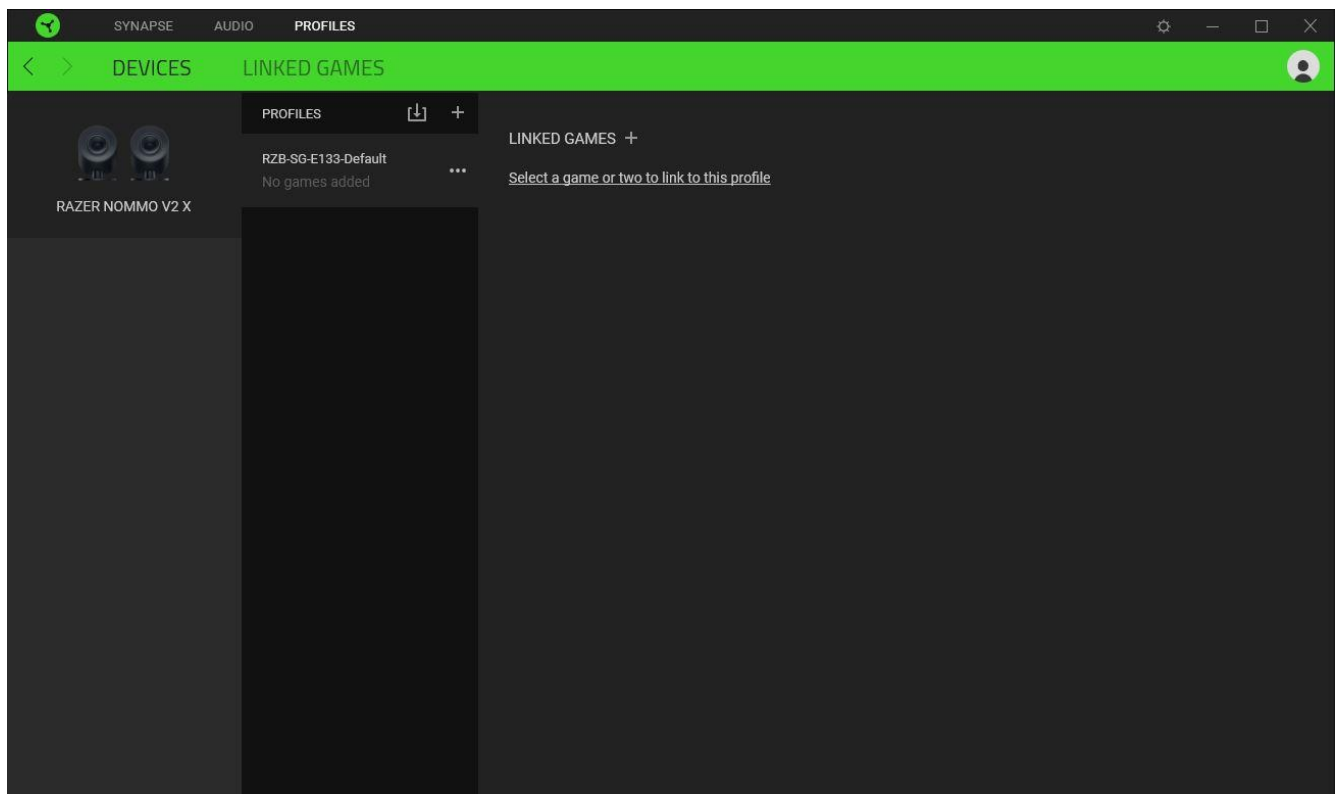 SYNAPSE AUDIO PROFILES
DEVICES LINKED GAMES
RAZER NOMMO V2 X
PROFILES
RZB-SG-E133-Default
No games added
LINKED GAMES
Select a game or two to link to this profile